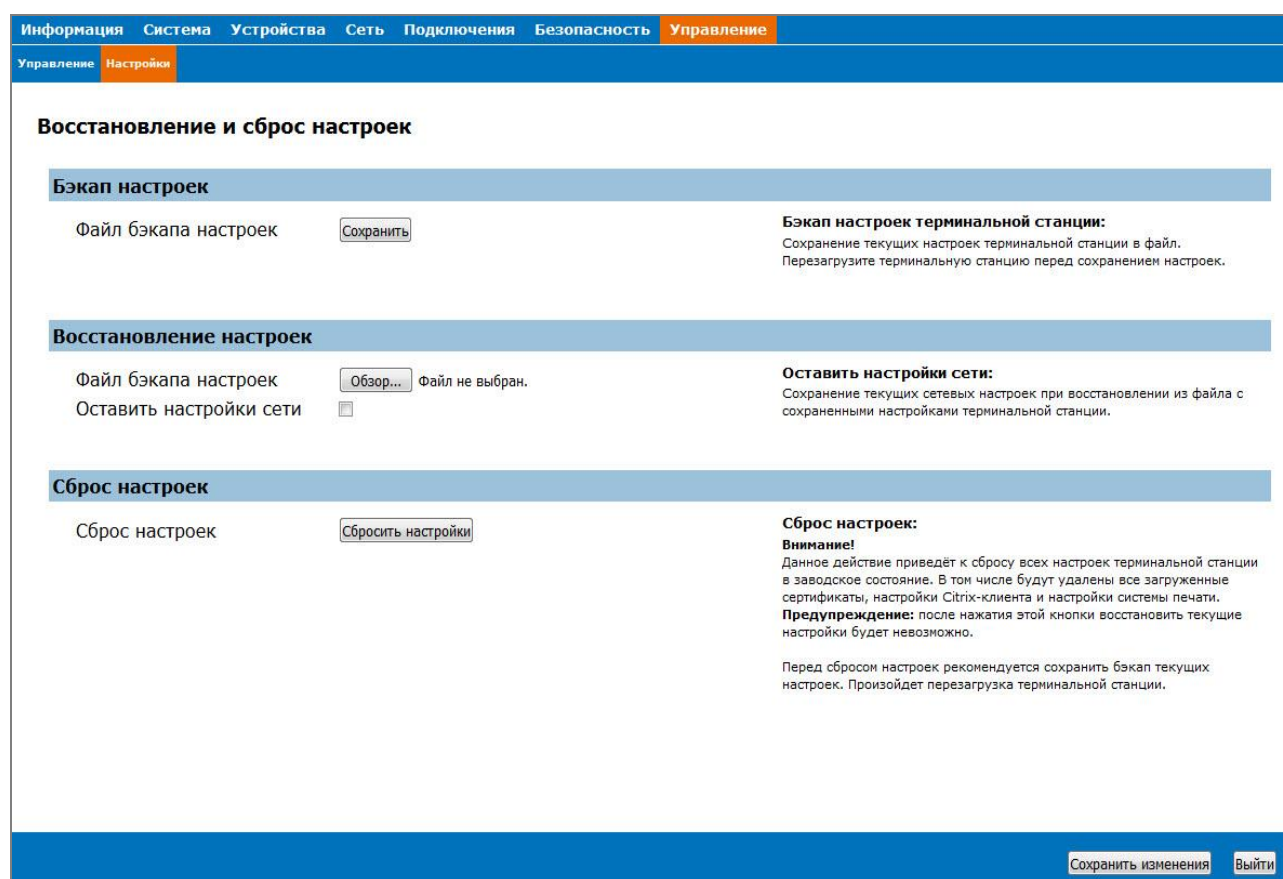 Информация Система Устройства Сеть Подключения Безопасность Управление
Управление Настройки
Восстановление и сброс настроек
Бэкап настроек
Файл бэкапа настроек Сохранить
Бэкап настроек терминальной станции:
Сохранение текущих настроек терминальной станции в файл.
Перезагрузите терминальную станцию перед сохранением настроек.
Восстановление настроек
Файл бэкапа настроек Обзор... Файл не выбран.
Оставить настройки сети
Оставить настройки сети:
Сохранение текущих сетевых настроек при восстановлении из файла с
сохраненными настройками терминальной станции.
Сброс настроек
Сброс настроек Сбросить настройки
Сброс настроек:
Внимание!
Данное действие приведёт к сбросу всех настроек терминальной станции
в заводское состояние. В том числе будут удалены все загруженные
сертификаты, настройки Citrix-клиента и настройки системы печати.
Предупреждение: после нажатия этой кнопки восстановить текущие
настройки будет невозможно.
Перед сбросом настроек рекомендуется сохранить бэкап текущих
настроек. Произойдет перезагрузка терминальной станции.
Сохранить изменения Выйти